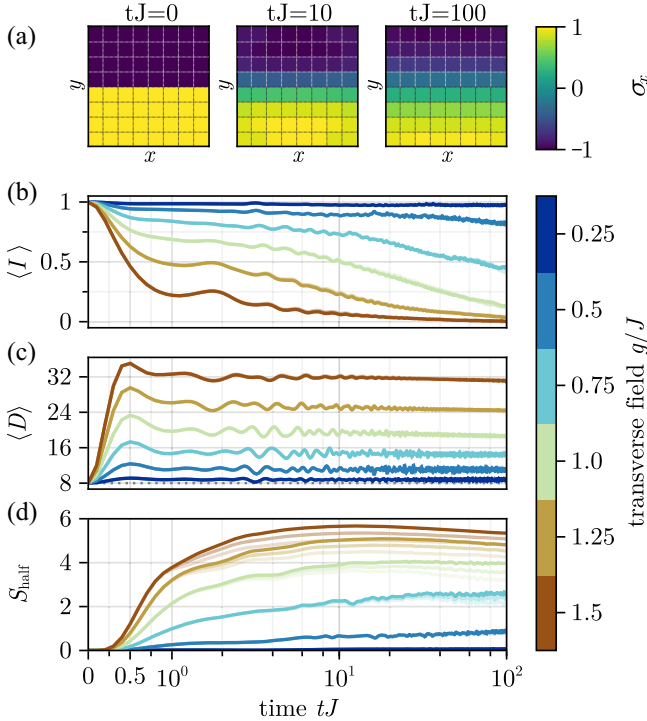 (a)
tJ=0 tJ=10 tJ=100
y y y
x x x
1
0
−1
σx
(b)
⟨I⟩
1
0.5
0
(c)
⟨D⟩
32
24
16
8
(d)
S_half
6
4
2
0
0 0.5 10^0 10^1 10^2
time tJ
0.25
0.5
0.75
1.0
1.25
1.5
transverse field g/J